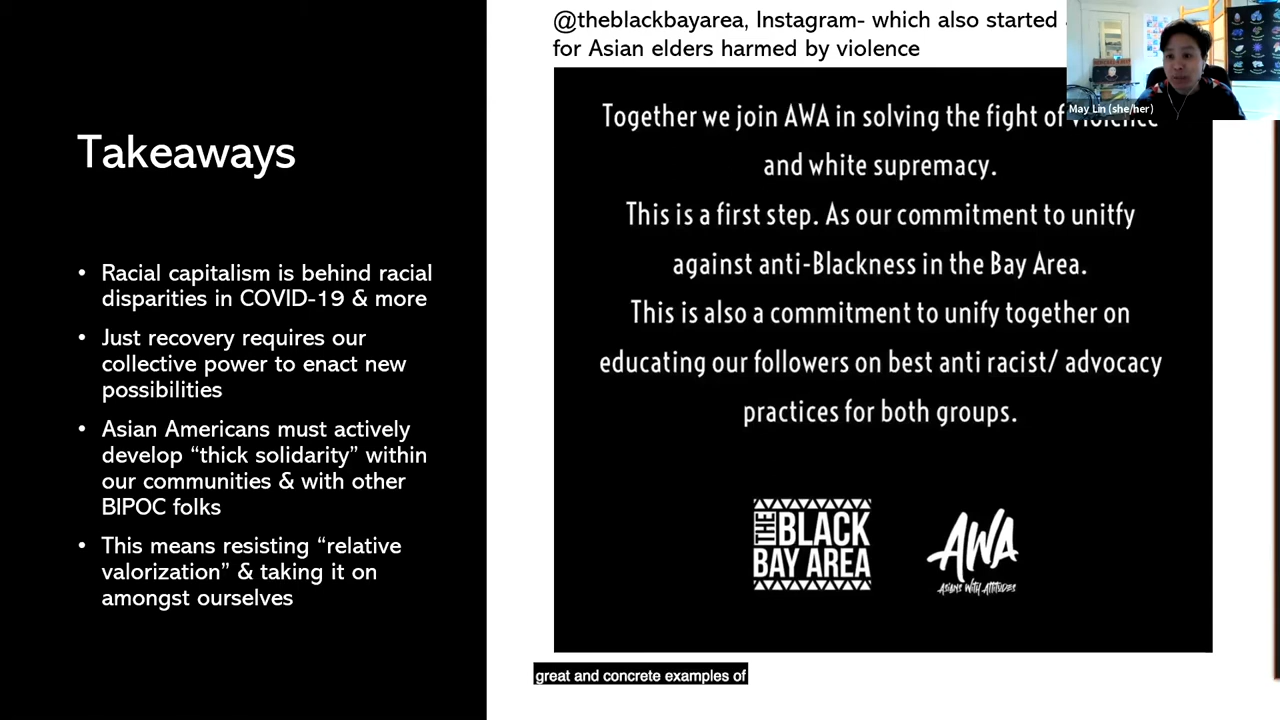 Takeaways
• Racial capitalism is behind racial
disparities in COVID-19 & more
• Just recovery requires our
collective power to enact new
possibilities
• Asian Americans must actively
develop “thick solidarity” within
our communities & with other
BIPOC folks
• This means resisting “relative
valorization” & taking it on
amongst ourselves
@theblackbayarea, Instagram- which also started
for Asian elders harmed by violence
May Lin (she/her)
Together we join AWA in solving the fight of violence
and white supremacy.
This is a first step. As our commitment to unitfy
against anti-Blackness in the Bay Area.
This is also a commitment to unify together on
educating our followers on best anti racist/ advocacy
practices for both groups.
THE BLACK
BAY AREA
AWA
ASIANS WITH ATTITUDES
great and concrete examples of